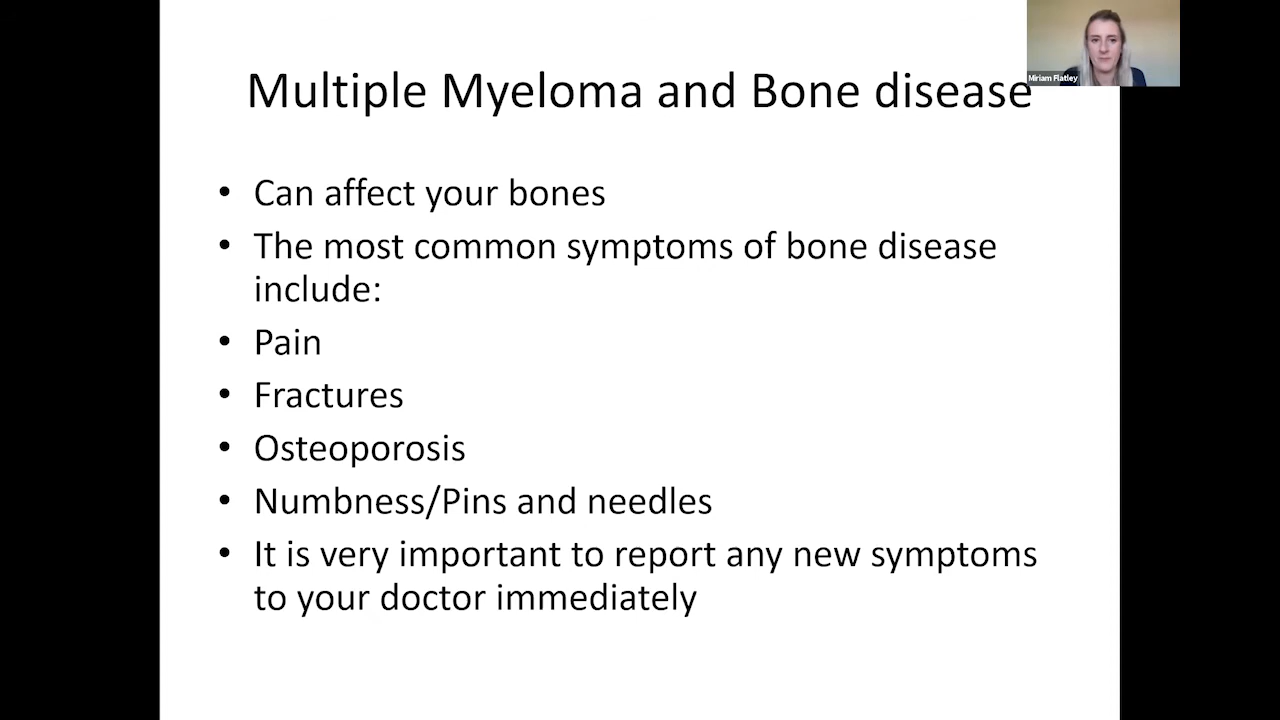 Miriam Flatley
Multiple Myeloma and Bone disease
• Can affect your bones
• The most common symptoms of bone disease
include:
• Pain
• Fractures
• Osteoporosis
• Numbness/Pins and needles
• It is very important to report any new symptoms
to your doctor immediately